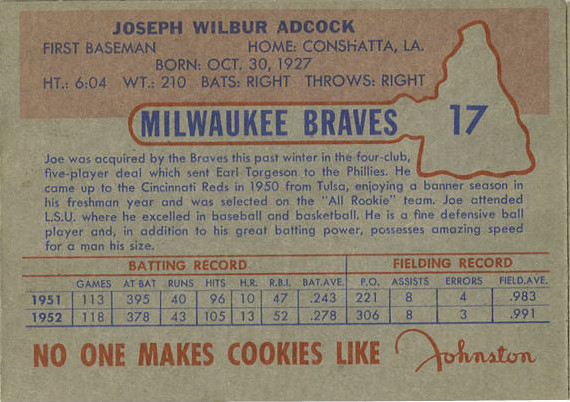 JOSEPH WILBUR ADCOCK
FIRST BASEMAN HOME: CONSHATTA, LA.
BORN: OCT. 30, 1927
HT.: 6:04 WT.: 210 BATS: RIGHT THROWS: RIGHT
MILWAUKEE BRAVES 17
Joe was acquired by the Braves this past winter in the four-club,
five-player deal which sent Earl Torgeson to the Phillies. He
came up to the Cincinnati Reds in 1950 from Tulsa, enjoying a banner season in
his freshman year and was selected on the "All Rookie" team. Joe attended
L.S.U. where he excelled in baseball and basketball. He is a fine defensive ball
player and, in addition to his great batting power, possesses amazing speed
for a man his size.
BATTING RECORD FIELDING RECORD
GAMES AT BAT RUNS HITS H.R. R.B.I. BAT.AVE. P.O. ASSISTS ERRORS FIELD.AVE.
1951 113 395 40 96 10 47 .243 221 8 4 .983
1952 118 378 43 105 13 52 .278 306 8 3 .991
NO ONE MAKES COOKIES LIKE Johnston